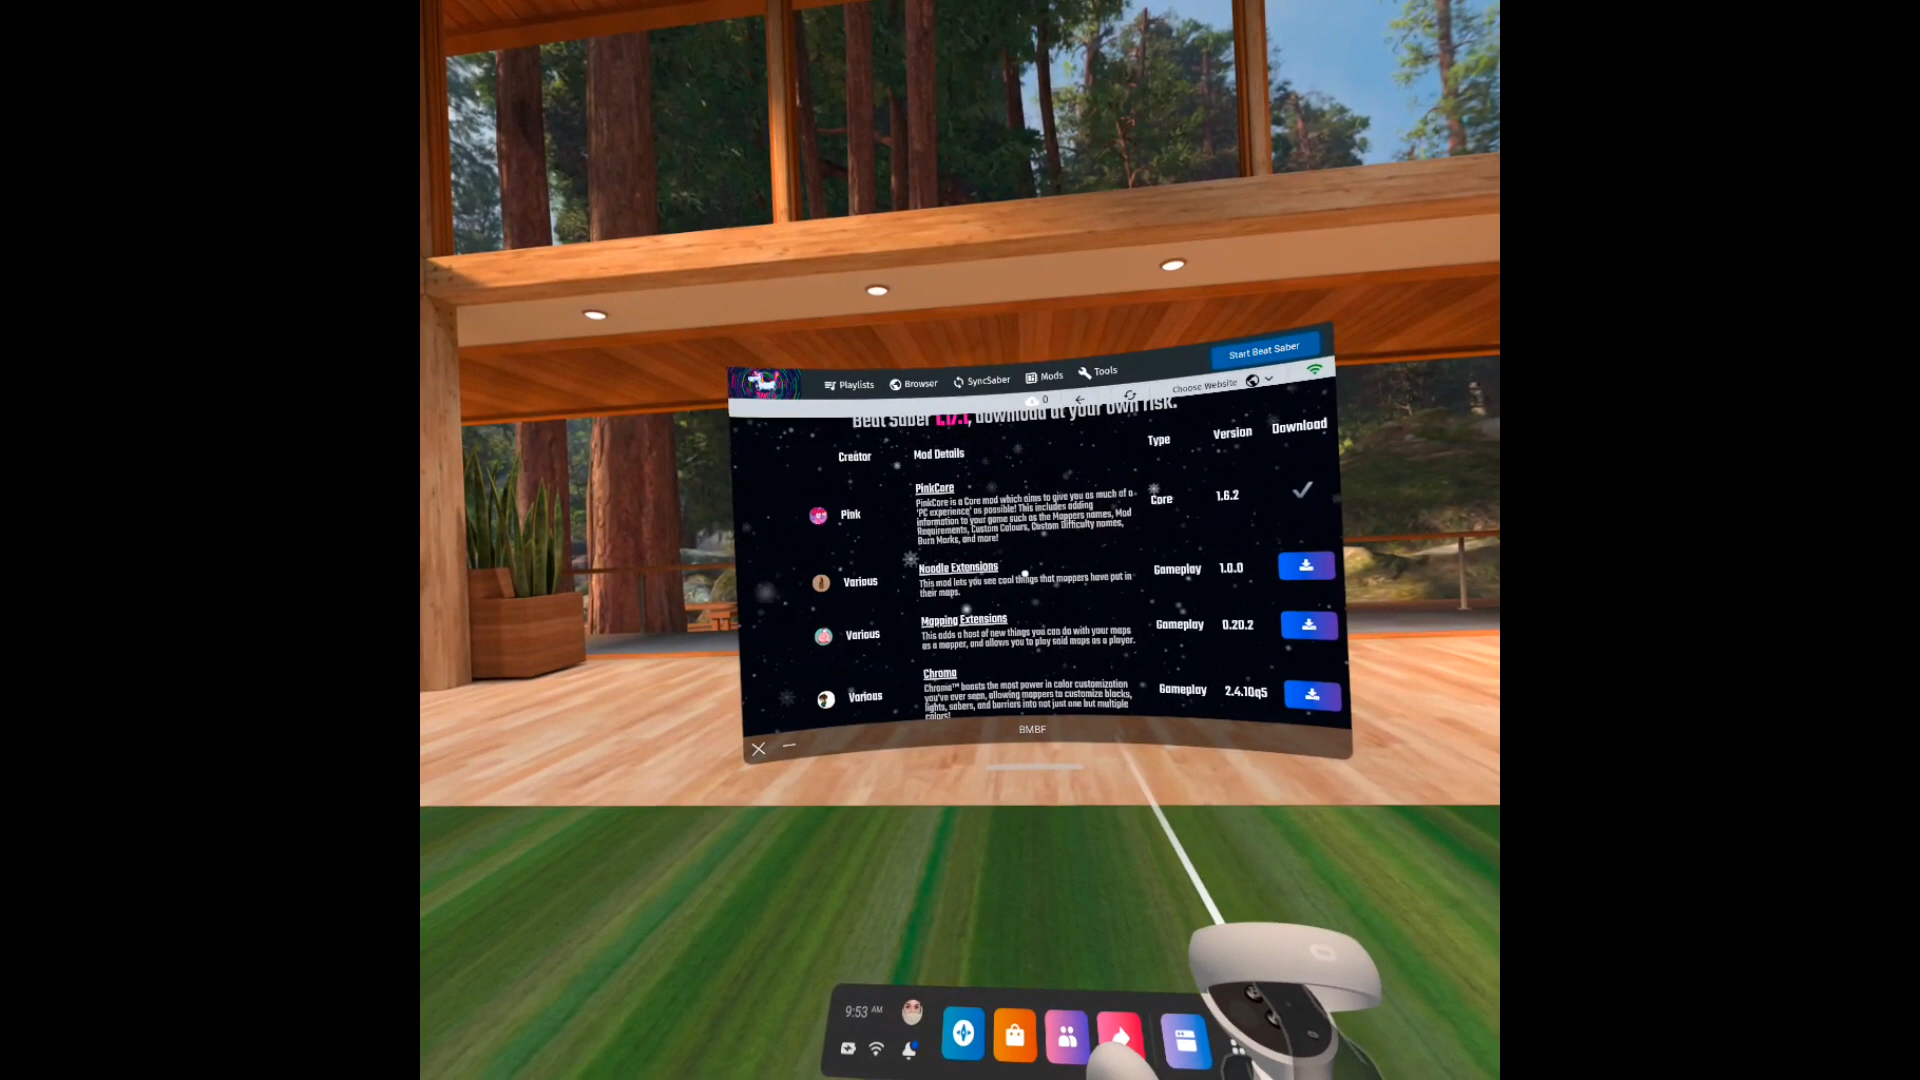 Start Beat Saber
Playlists Browser SyncSaber Mods Tools
0 Choose Website
Beat Saber 1.17.1, download at your own risk.
Creator Mod Details Type Version Download
PinkCore
Pink
PinkCore is a Core mod which aims to give you as much of a
'PC experience' as possible! This includes adding
information to your game such as the Mappers names, Mod
Requirements, Custom Colours, Custom Difficulty names,
Burn Marks, and more!
Core 1.6.2
Noodle Extensions
Various
This mod lets you see cool things that mappers have put in
their maps.
Gameplay 1.0.0
Mapping Extensions
Various
This adds a host of new things you can do with your maps
as a mapper, and allows you to play said maps as a player.
Gameplay 0.20.2
Chroma
Various
Chroma™ boasts the most power in color customization
you've ever seen, allowing mappers to customize blocks,
lights, sabers, and barriers into not just one but multiple
colors!
Gameplay 2.4.10q5
BMBF
9:53 AM